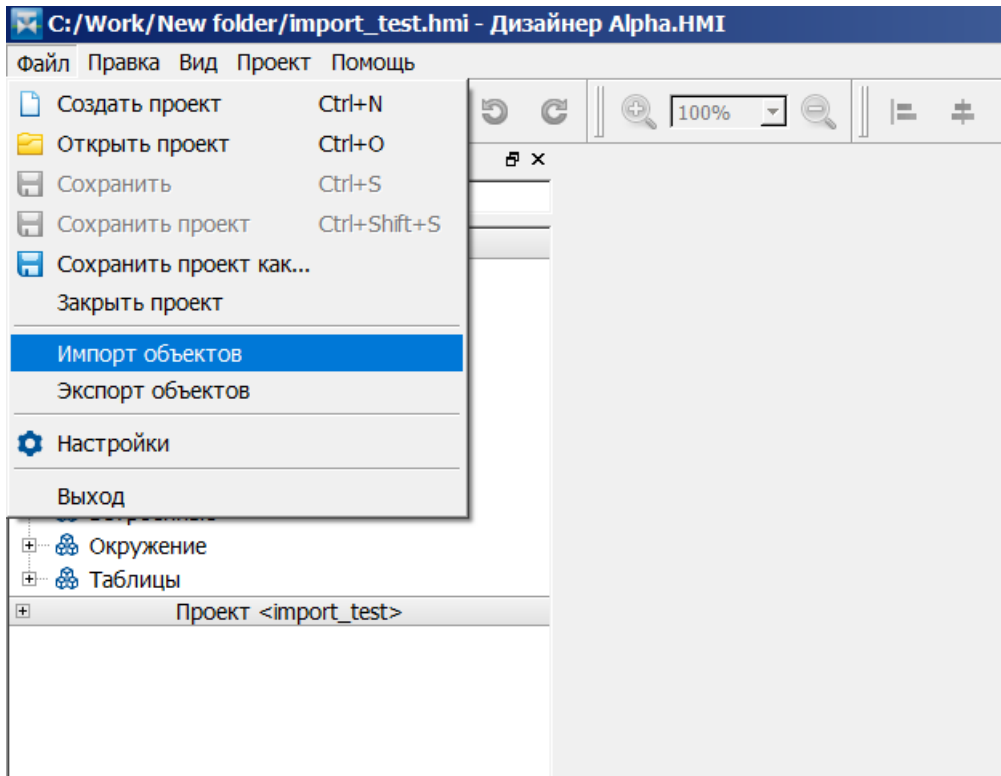 C:/Work/New folder/import_test.hmi - Дизайнер Alpha.HMI
Файл Правка Вид Проект Помощь
Создать проект Ctrl+N
100%
Открыть проект Ctrl+O
Сохранить Ctrl+S
Сохранить проект Ctrl+Shift+S
Сохранить проект как...
Закрыть проект
Импорт объектов
Экспорт объектов
Настройки
Выход
Окружение
Таблицы
Проект <import_test>